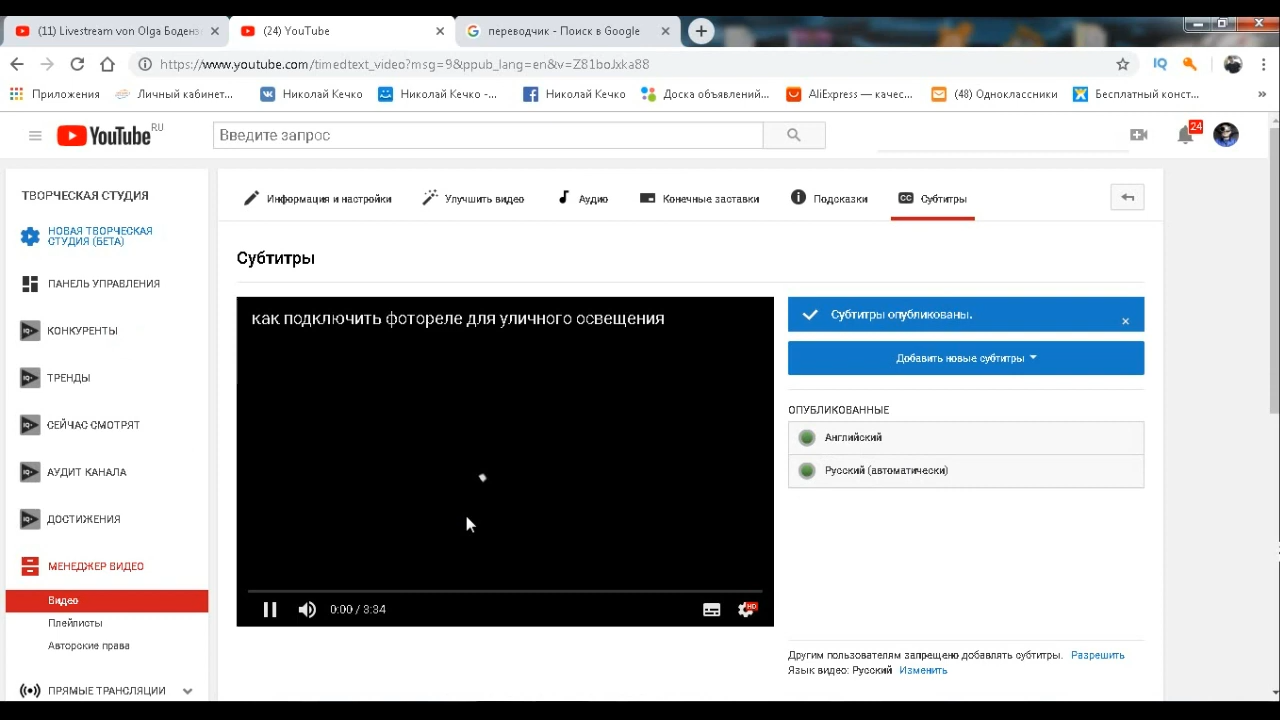 (11) Livestream von Olga Боденз
(24) YouTube
- Поиск в Google
https://www.youtube.com/timedtext_video?msg=9&ppub_lang=en&v=Z81boJxka88
Приложения
Личный кабинет...
Николай Кечко
Николай Кечко -...
Николай Кечко
Доска объявлений...
AliExpress — качес...
(48) Одноклассники
Бесплатный конст...
YouTube RU
Введите запрос
24
ТВОРЧЕСКАЯ СТУДИЯ
НОВАЯ ТВОРЧЕСКАЯ
СТУДИЯ (БЕТА)
ПАНЕЛЬ УПРАВЛЕНИЯ
КОНКУРЕНТЫ
ТРЕНДЫ
СЕЙЧАС СМОТРЯТ
АУДИТ КАНАЛА
ДОСТИЖЕНИЯ
МЕНЕДЖЕР ВИДЕО
Видео
Плейлисты
Авторские права
ПРЯМЫЕ ТРАНСЛЯЦИИ
Информация и настройки
Улучшить видео
Аудио
Конечные заставки
Подсказки
CC Субтитры
Субтитры
как подключить фотореле для уличного освещения
0:00 / 3:34
HD
Субтитры опубликованы.
Добавить новые субтитры
ОПУБЛИКОВАННЫЕ
Английский
Русский (автоматически)
Другим пользователям запрещено добавлять субтитры. Разрешить
Язык видео: Русский Изменить